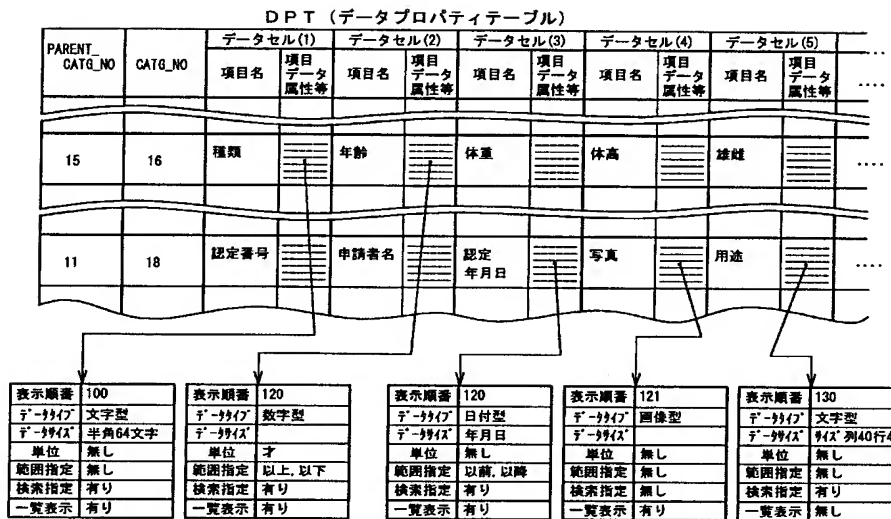 DPT (データプロパティテーブル)
PARENT_CATG_NO CATG_NO データセル(1) データセル(2) データセル(3) データセル(4) データセル(5) ‥‥
項目名 項目データ属性等 項目名 項目データ属性等 項目名 項目データ属性等 項目名 項目データ属性等 項目名 項目データ属性等 ‥‥
15 16 種類 年齢 体重 体高 雄雌 ‥‥
11 18 認定番号 申請者名 認定年月日 写真 用途 ‥‥
表示順番 100
データタイプ 文字型
データサイズ 半角64文字
単位 無し
範囲指定 無し
検索指定 有り
一覧表示 有り
表示順番 120
データタイプ 数字型
データサイズ
単位 才
範囲指定 以上, 以下
検索指定 有り
一覧表示 有り
表示順番 120
データタイプ 日付型
データサイズ 年月日
単位 無し
範囲指定 以前, 以降
検索指定 有り
一覧表示 有り
表示順番 121
データタイプ 画像型
データサイズ
単位 無し
範囲指定 無し
検索指定 無し
一覧表示 有り
表示順番 130
データタイプ 文字型
データサイズ サイズ 列40行4
単位 無し
範囲指定 無し
検索指定 有り
一覧表示 無し